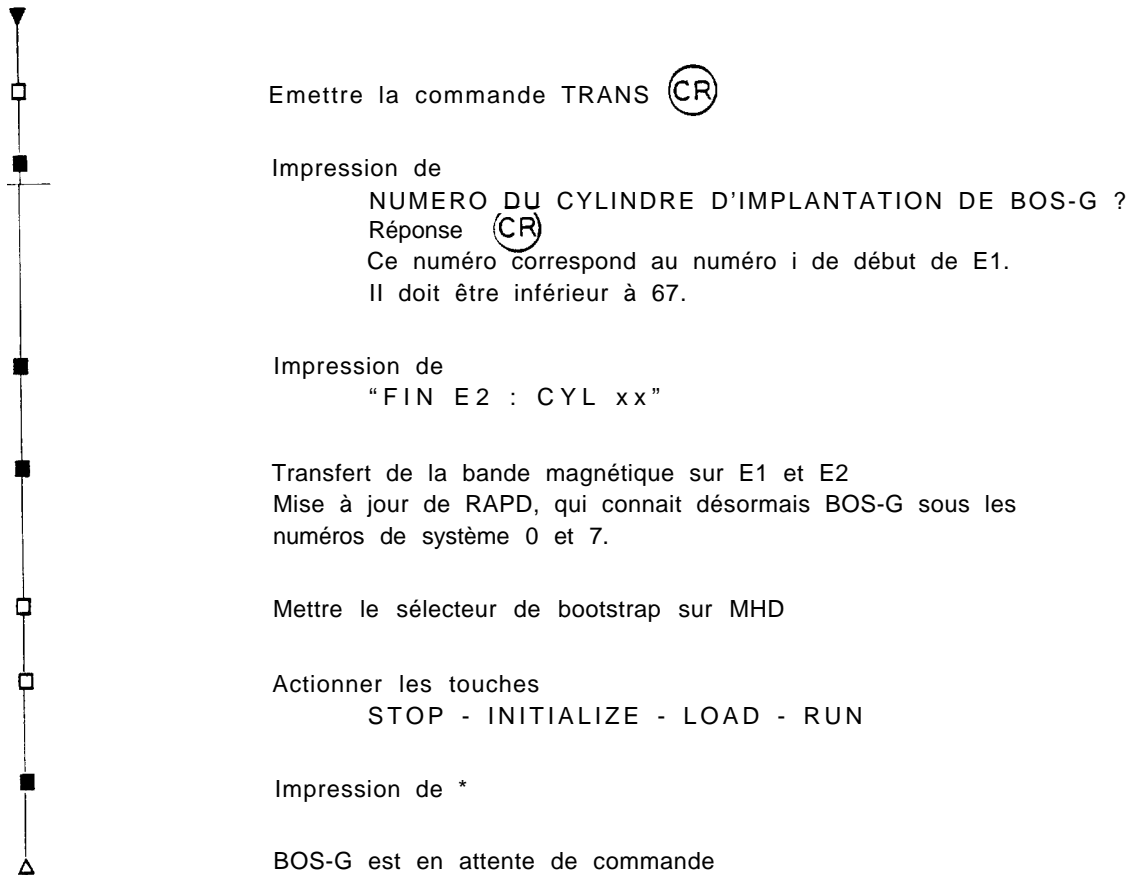 Emettre la commande TRANS CR
Impression de
NUMERO DU CYLINDRE D'IMPLANTATION DE BOS-G ?
Réponse CR
Ce numéro correspond au numéro i de début de E1.
II doit être inférieur à 67.
Impression de
“FIN E2 : CYL xx”
Transfert de la bande magnétique sur E1 et E2
Mise à jour de RAPD, qui connait désormais BOS-G sous les
numéros de système 0 et 7.
Mettre le sélecteur de bootstrap sur MHD
Actionner les touches
STOP - INITIALIZE - LOAD - RUN
Impression de *
BOS-G est en attente de commande